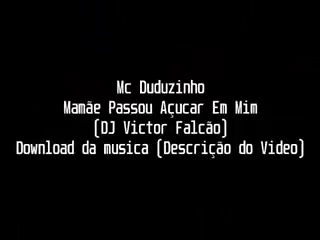 Mc Duduzinho
Mamãe Passou Açucar Em Mim
(DJ Victor Falcão)
Download da musica (Descrição do Video)